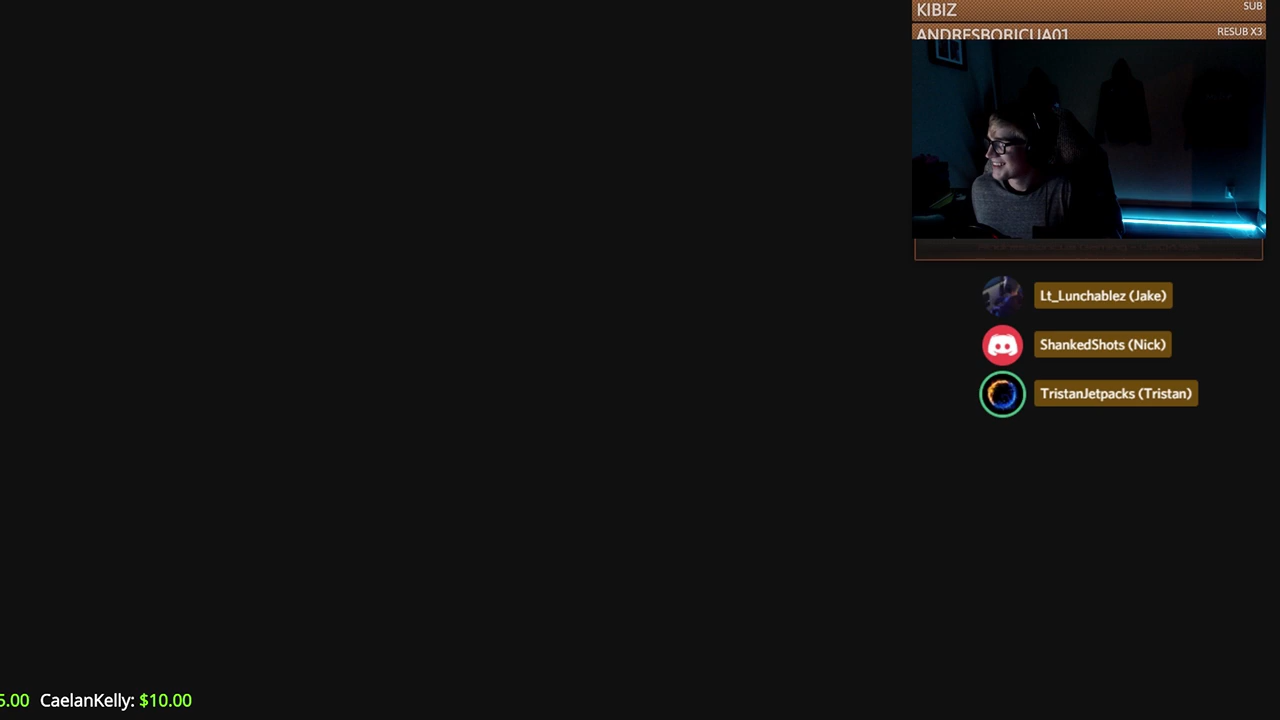 KIBIZ SUB
ANDRESBORICUA01 RESUB X3
Lt_Lunchablez (Jake)
ShankedShots (Nick)
TristanJetpacks (Tristan)
5.00 CaelanKelly: $10.00